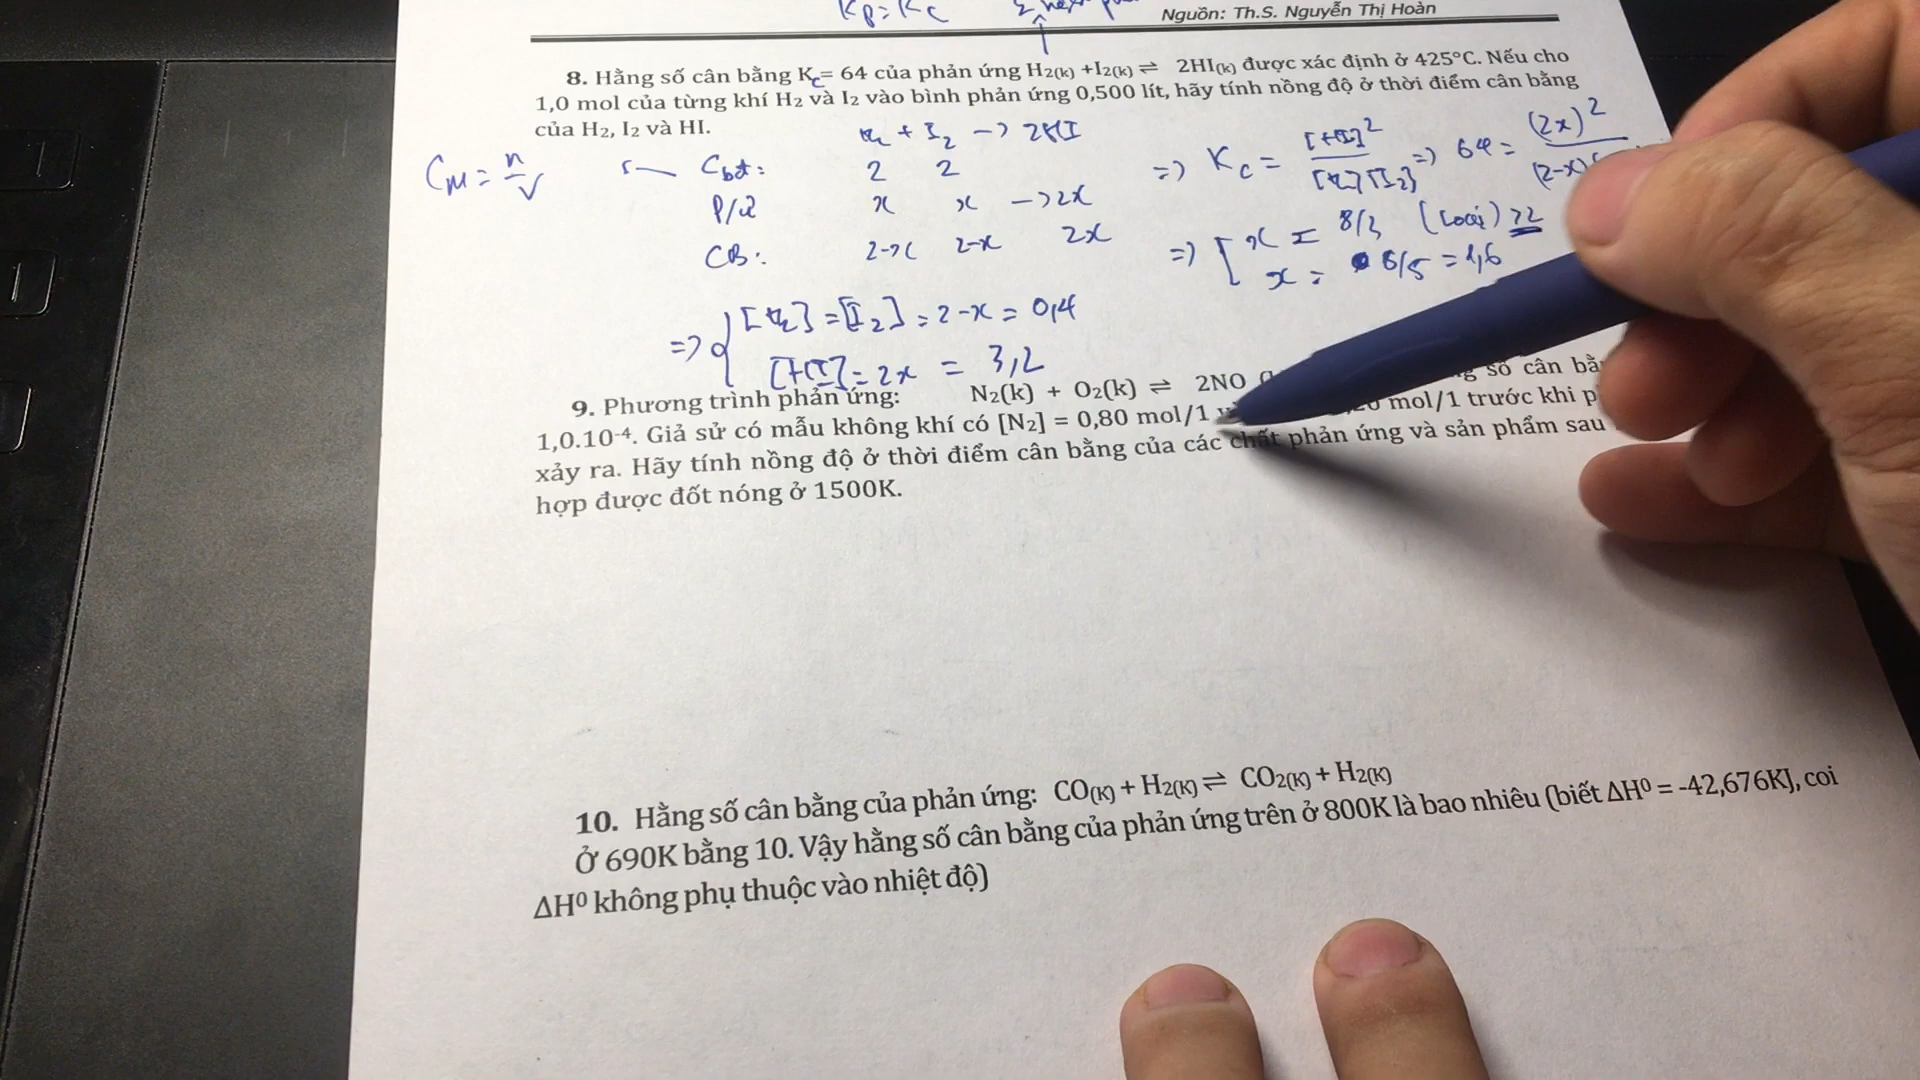 Kp = Kc
Nguồn: Th.S. Nguyễn Thị Hoàn
8. Hằng số cân bằng Kc= 64 của phản ứng H2(k) +I2(k) ⇌ 2HI(k) được xác định ở 425°C. Nếu cho
1,0 mol của từng khí H2 và I2 vào bình phản ứng 0,500 lít, hãy tính nồng độ ở thời điểm cân bằng
của H2, I2 và HI.
H2 + I2 -> 2HI
CM = n/V
Cbđ: 2 2
P/Ư x x -> 2x
CB: 2-x 2-x 2x
=> Kc = [HI]²/[H2][I2] => 64 = (2x)²/(2-x)
=> [ x = 8/3 (Loại) >2
x = 8/5 = 1,6
=> { [H2] = [I2] = 2-x = 0,4
[HI] = 2x = 3,2
9. Phương trình phản ứng: N2(k) + O2(k) ⇌ 2NO số cân
1,0.10-4. Giả sử có mẫu không khí có [N2] = 0,80 mol/1 mol/1 trước khi
xảy ra. Hãy tính nồng độ ở thời điểm cân bằng của các chất phản ứng và sản phẩm sau
hợp được đốt nóng ở 1500K.
10. Hằng số cân bằng của phản ứng: CO(K) + H2(K) ⇌ CO2(K) + H2(K)
Ở 690K bằng 10. Vậy hằng số cân bằng của phản ứng trên ở 800K là bao nhiêu (biết ΔH⁰ = -42,676KJ, coi
ΔH⁰ không phụ thuộc vào nhiệt độ)